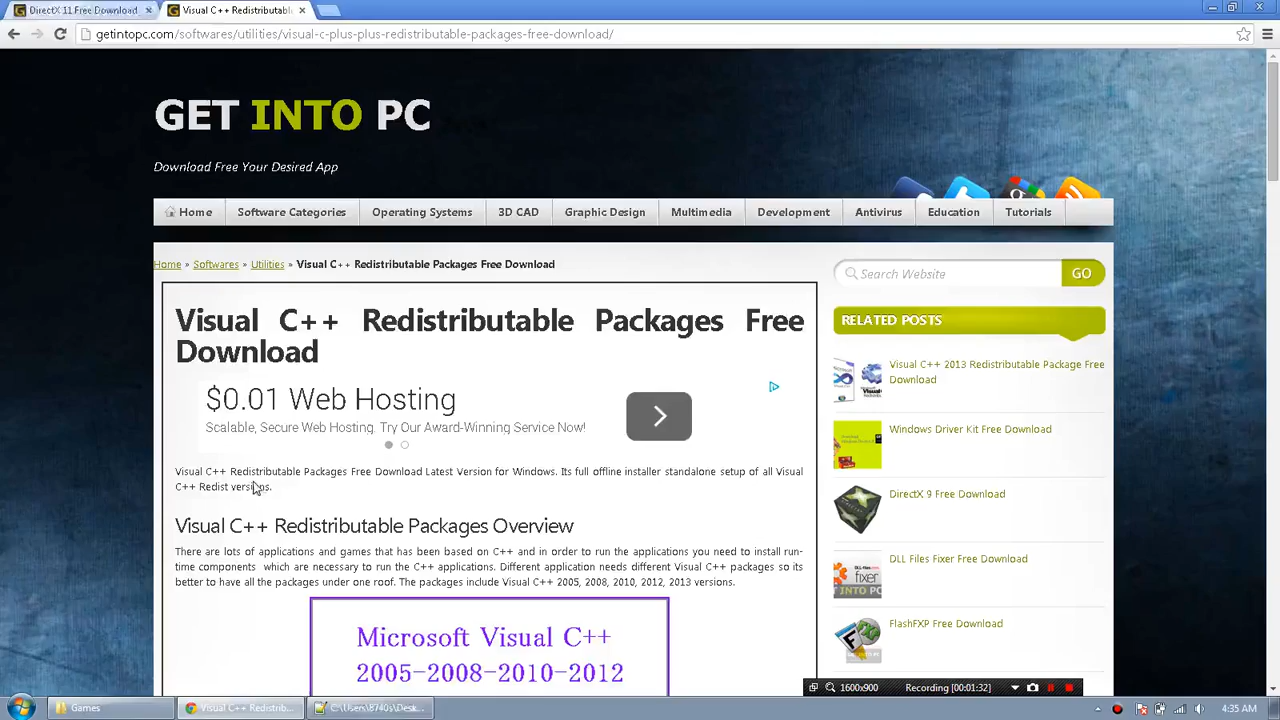 DirectX 11 Free Download
Visual C++ Redistributable
getintopc.com/softwares/utilities/visual-c-plus-plus-redistributable-packages-free-download/
GET INTO PC
Download Free Your Desired App
Home Software Categories Operating Systems 3D CAD Graphic Design Multimedia Development Antivirus Education Tutorials
Home » Softwares » Utilities » Visual C++ Redistributable Packages Free Download
Search Website GO
Visual C++ Redistributable Packages Free
Download
$0.01 Web Hosting
Scalable, Secure Web Hosting. Try Our Award-Winning Service Now!
Visual C++ Redistributable Packages Free Download Latest Version for Windows. Its full offline installer standalone setup of all Visual
C++ Redist versions.
Visual C++ Redistributable Packages Overview
There are lots of applications and games that has been based on C++ and in order to run the applications you need to install run-
time components which are necessary to run the C++ applications. Different application needs different Visual C++ packages so its
better to have all the packages under one roof. The packages include Visual C++ 2005, 2008, 2010, 2012, 2013 versions.
Microsoft Visual C++
2005-2008-2010-2012
RELATED POSTS
Visual C++ 2013 Redistributable Package Free
Download
Windows Driver Kit Free Download
DirectX 9 Free Download
DLL Files Fixer Free Download
FlashFXP Free Download
1600x900 Recording [00:01:32]
Games
Visual C++ Redistrib...
C:\Users\B740s\Desk...
4:35 AM